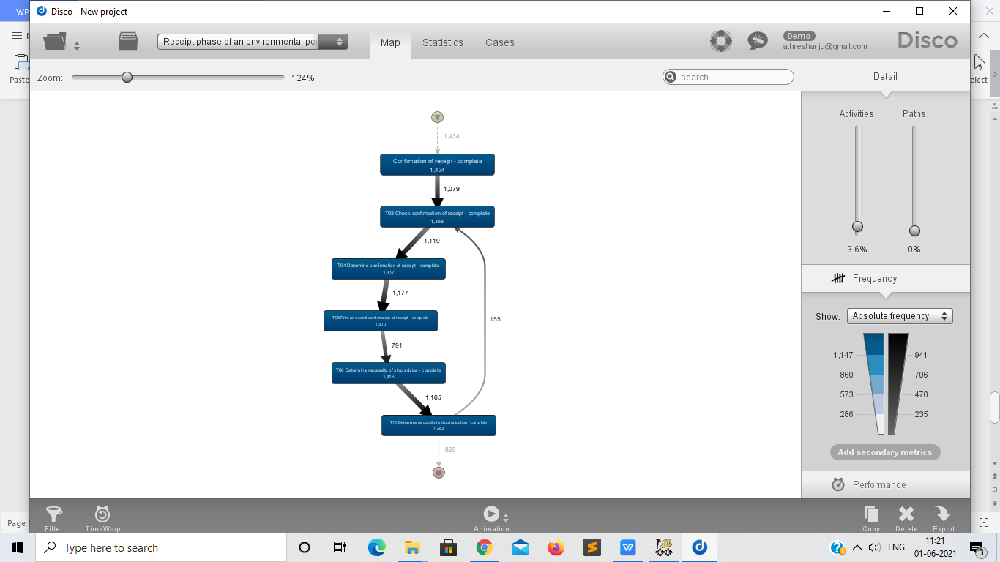 WP
Disco - New project
Receipt phase of an environmental pe
Map
Statistics
Cases
Demo
athreshanju@gmail.com
Disco
Paste
elect
Zoom:
124%
search...
Detail
Activities
Paths
3.6%
0%
Frequency
Show:
Absolute frequency
1,147
941
860
706
573
470
286
235
Add secondary metrics
Performance
1,434
Confirmation of receipt - complete
1,434
1,079
T02 Check confirmation of receipt - complete
1,368
1,119
T04 Determine confirmation of receipt - complete
1,307
1,177
T05 Print and send confirmation of receipt - complete
1,300
155
791
T06 Determine necessity of stop advice - complete
1,416
1,165
T10 Determine necessity to stop indication - complete
1,283
828
Page
Filter
TimeWarp
Animation
Copy
Delete
Export
Type here to search
ENG
11:21
01-06-2021
3